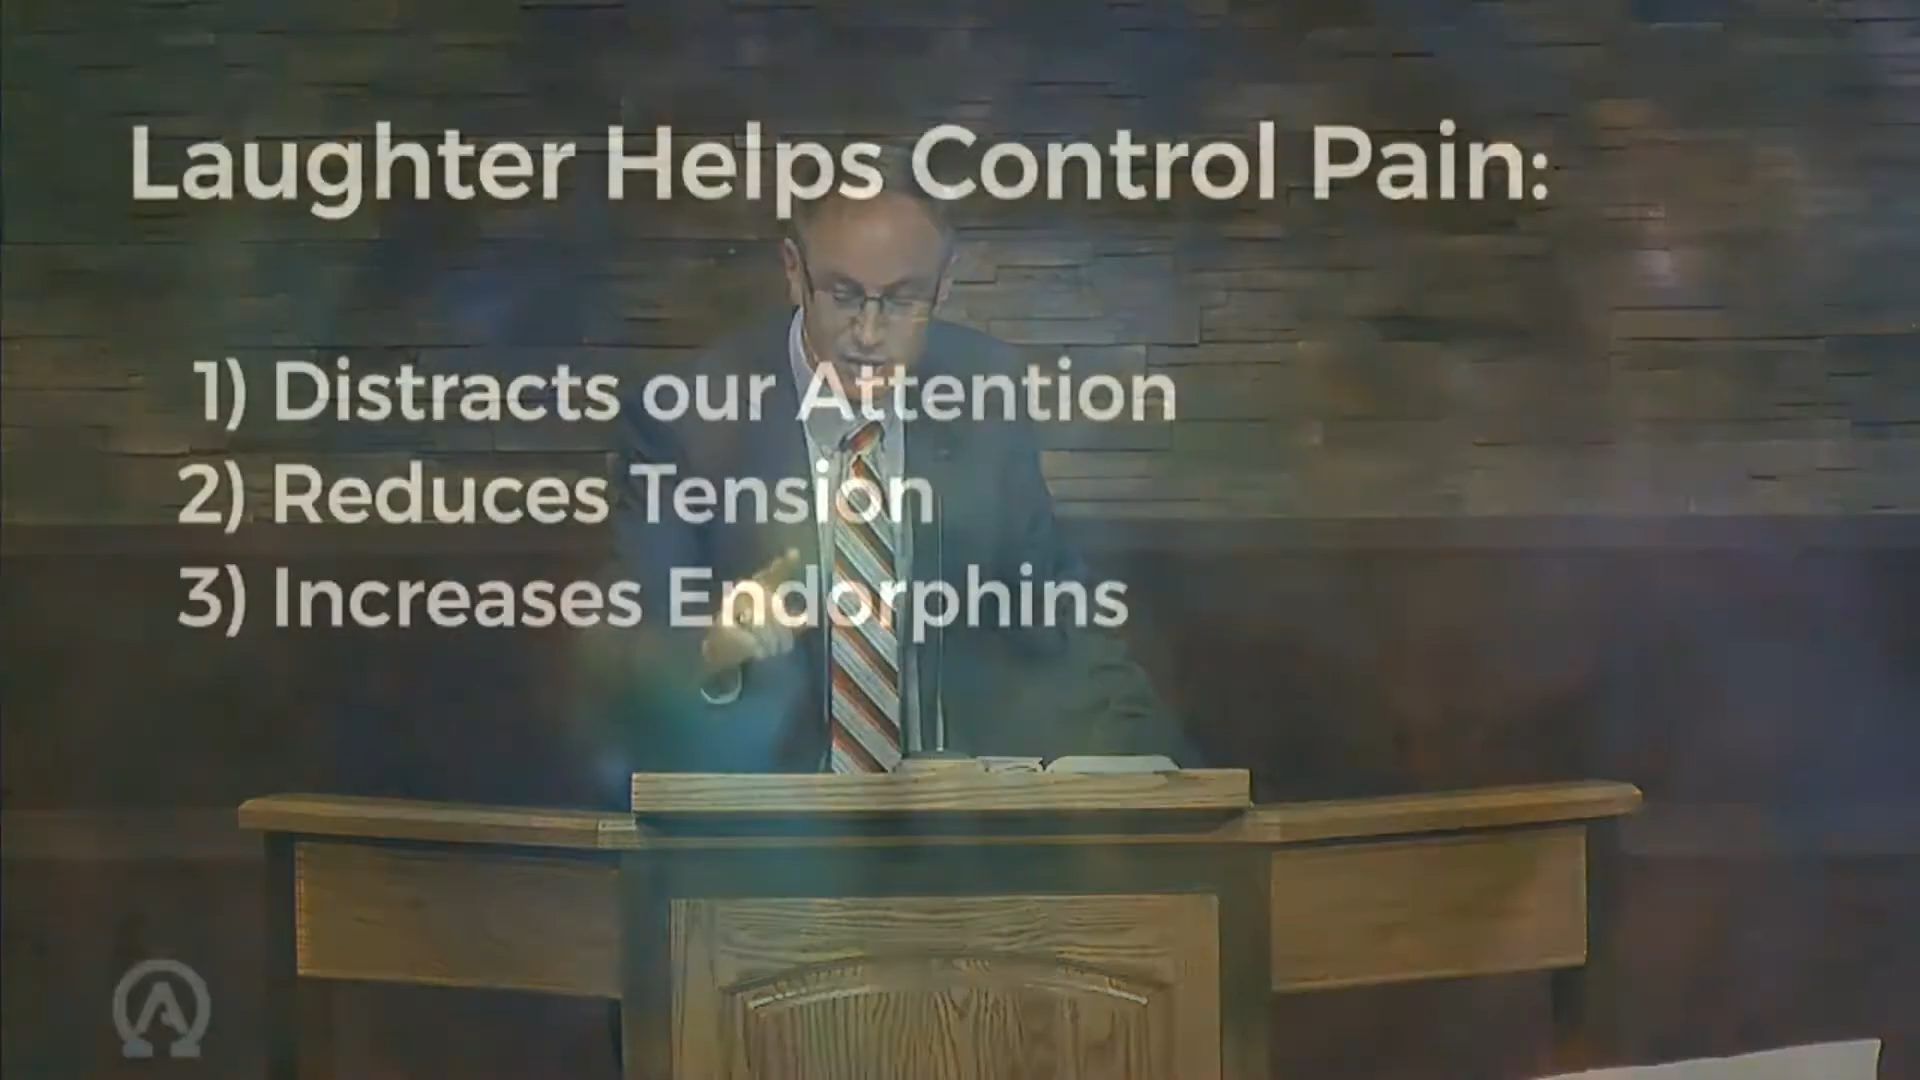 Laughter Helps Control Pain:
1) Distracts our Attention
2) Reduces Tension
3) Increases Endorphins